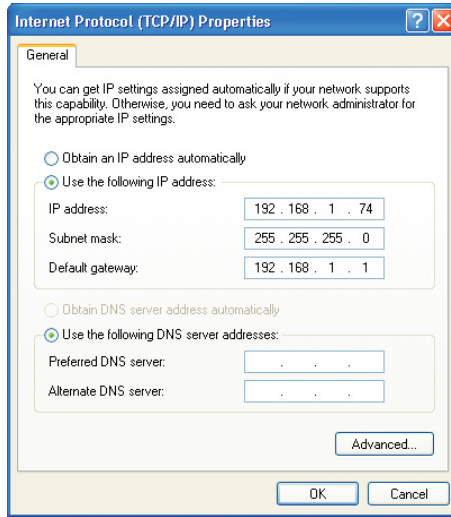 Internet Protocol (TCP/IP) Properties
General
You can get IP settings assigned automatically if your network supports
this capability. Otherwise, you need to ask your network administrator for
the appropriate IP settings.
Obtain an IP address automatically
Use the following IP address:
IP address: 192 . 168 . 1 . 74
Subnet mask: 255 . 255 . 255 . 0
Default gateway: 192 . 168 . 1 . 1
Obtain DNS server address automatically
Use the following DNS server addresses:
Preferred DNS server: . . .
Alternate DNS server: . . .
Advanced...
OK Cancel